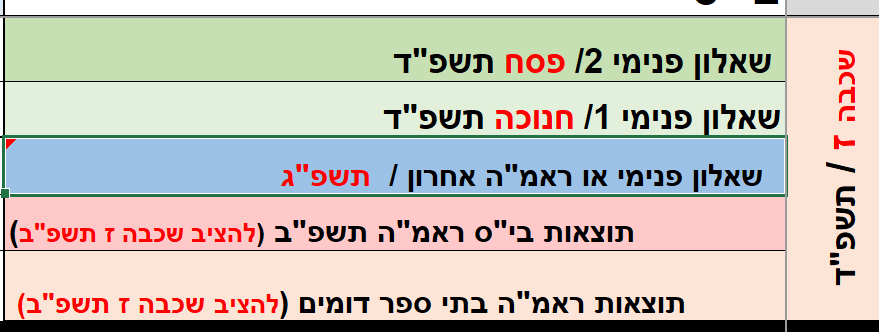 שכבה ז / תשפ"ד
שאלון פנימי 2/ פסח תשפ"ד
שאלון פנימי 1/ חנוכה תשפ"ד
שאלון פנימי או ראמ"ה אחרון / תשפ"ג
תוצאות בי"ס ראמ"ה תשפ"ב (להציב שכבה ז תשפ"ב)
תוצאות ראמ"ה בתי ספר דומים (להציב שכבה ז תשפ"ב)